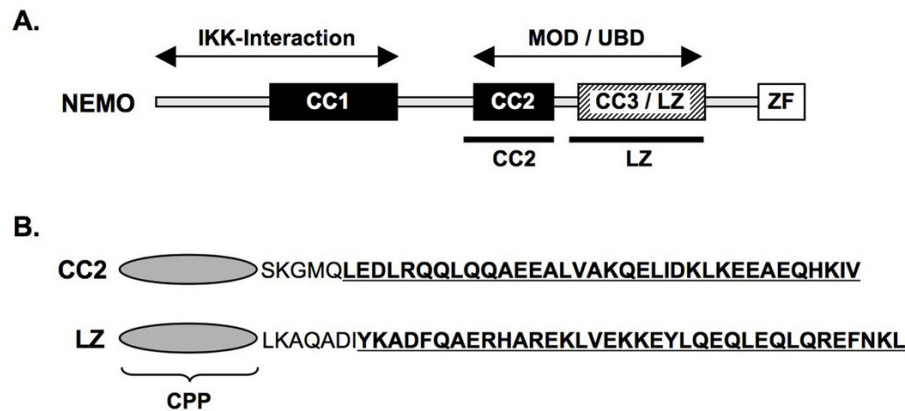 A.
IKK-Interaction MOD / UBD
NEMO CC1 CC2 CC3 / LZ ZF
CC2 LZ
B.
CC2 SKGMQLEDLRQQLQQAEEALVAKQELIDKLKEEAEQHKIV
LZ LKAQADIYKADFQAERHAREKLVEKKEYLQEQLEQLQREFNKL
CPP